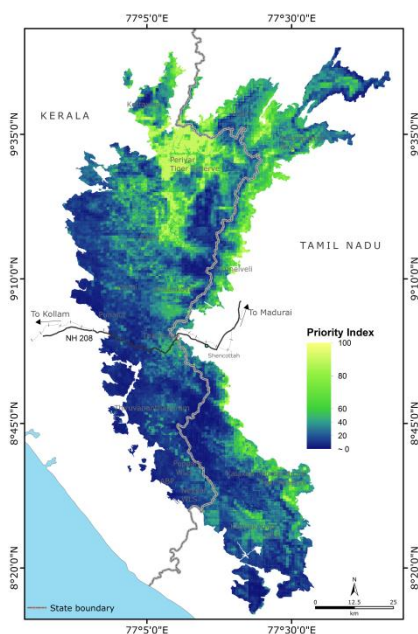 77°5'0"E
77°30'0"E
KERALA
9°35'0"N
9°35'0"N
Periyar
Tiger Reserve
TAMIL NADU
9°10'0"N
9°10'0"N
To Kollam
To Madurai
NH 208
Shencottah
Priority Index
100
80
60
40
20
~ 0
8°45'0"N
8°45'0"N
8°20'0"N
8°20'0"N
N
0
12.5
25
km
State boundary
77°5'0"E
77°30'0"E